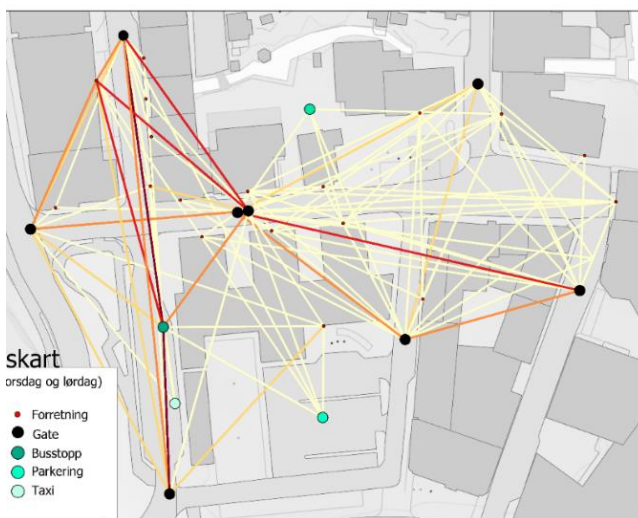 skart
orsdag og lørdag)
Forretning
Gate
Busstopp
Parkering
Taxi